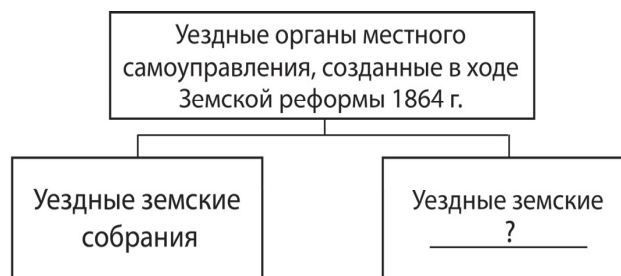 Уездные органы местного
самоуправления, созданные в ходе
Земской реформы 1864 г.
Уездные земские
собрания
Уездные земские
?